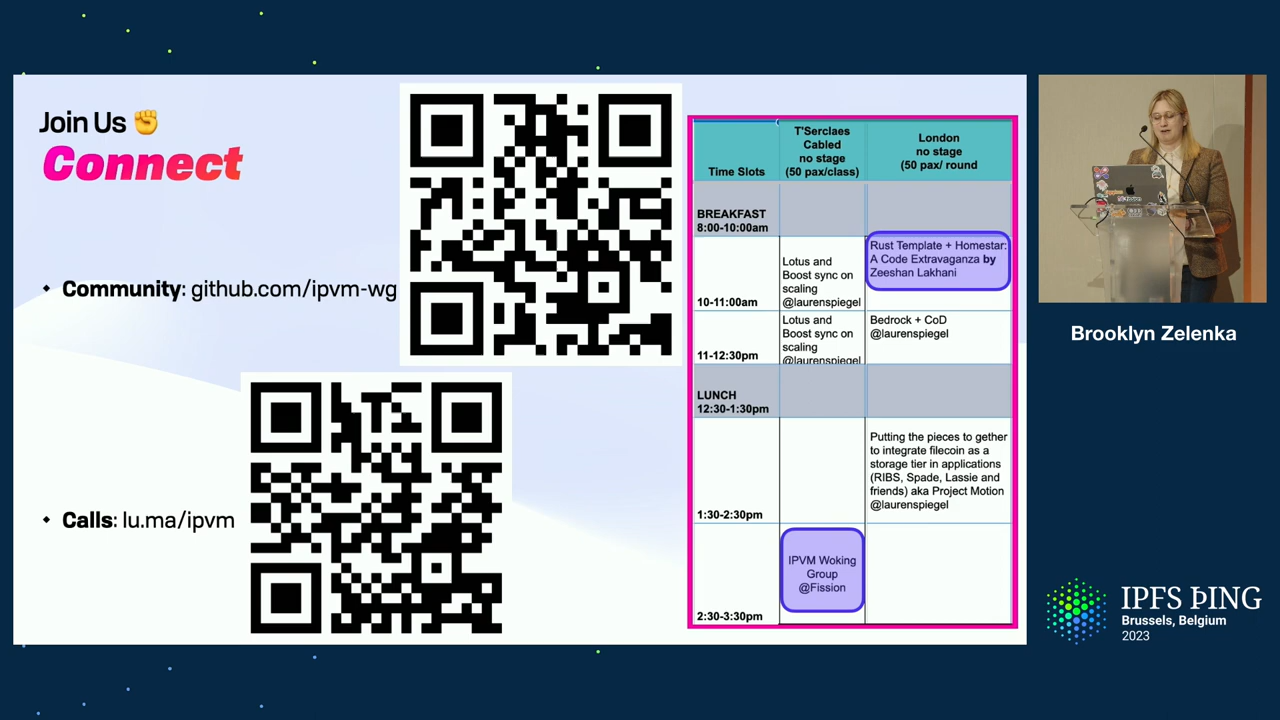 Join Us ✊
Connect
Community: github.com/ipvm-wg
Calls: lu.ma/ipvm
Time Slots
T'Serclaes
Cabled
no stage
(50 pax/class)
London
no stage
(50 pax/ round
BREAKFAST
8:00-10:00am
10-11:00am
Lotus and
Boost sync on
scaling
@laurenspiegel
Rust Template + Homestar:
A Code Extravaganza by
Zeeshan Lakhani
11-12:30pm
Lotus and
Boost sync on
scaling
@laurenspiegel
Bedrock + CoD
@laurenspiegel
LUNCH
12:30-1:30pm
1:30-2:30pm
Putting the pieces to gether
to integrate filecoin as a
storage tier in applications
(RIBS, Spade, Lassie and
friends) aka Project Motion
@laurenspiegel
2:30-3:30pm
IPVM Woking
Group
@Fission
Brooklyn Zelenka
IPFS ÞING
Brussels, Belgium
2023